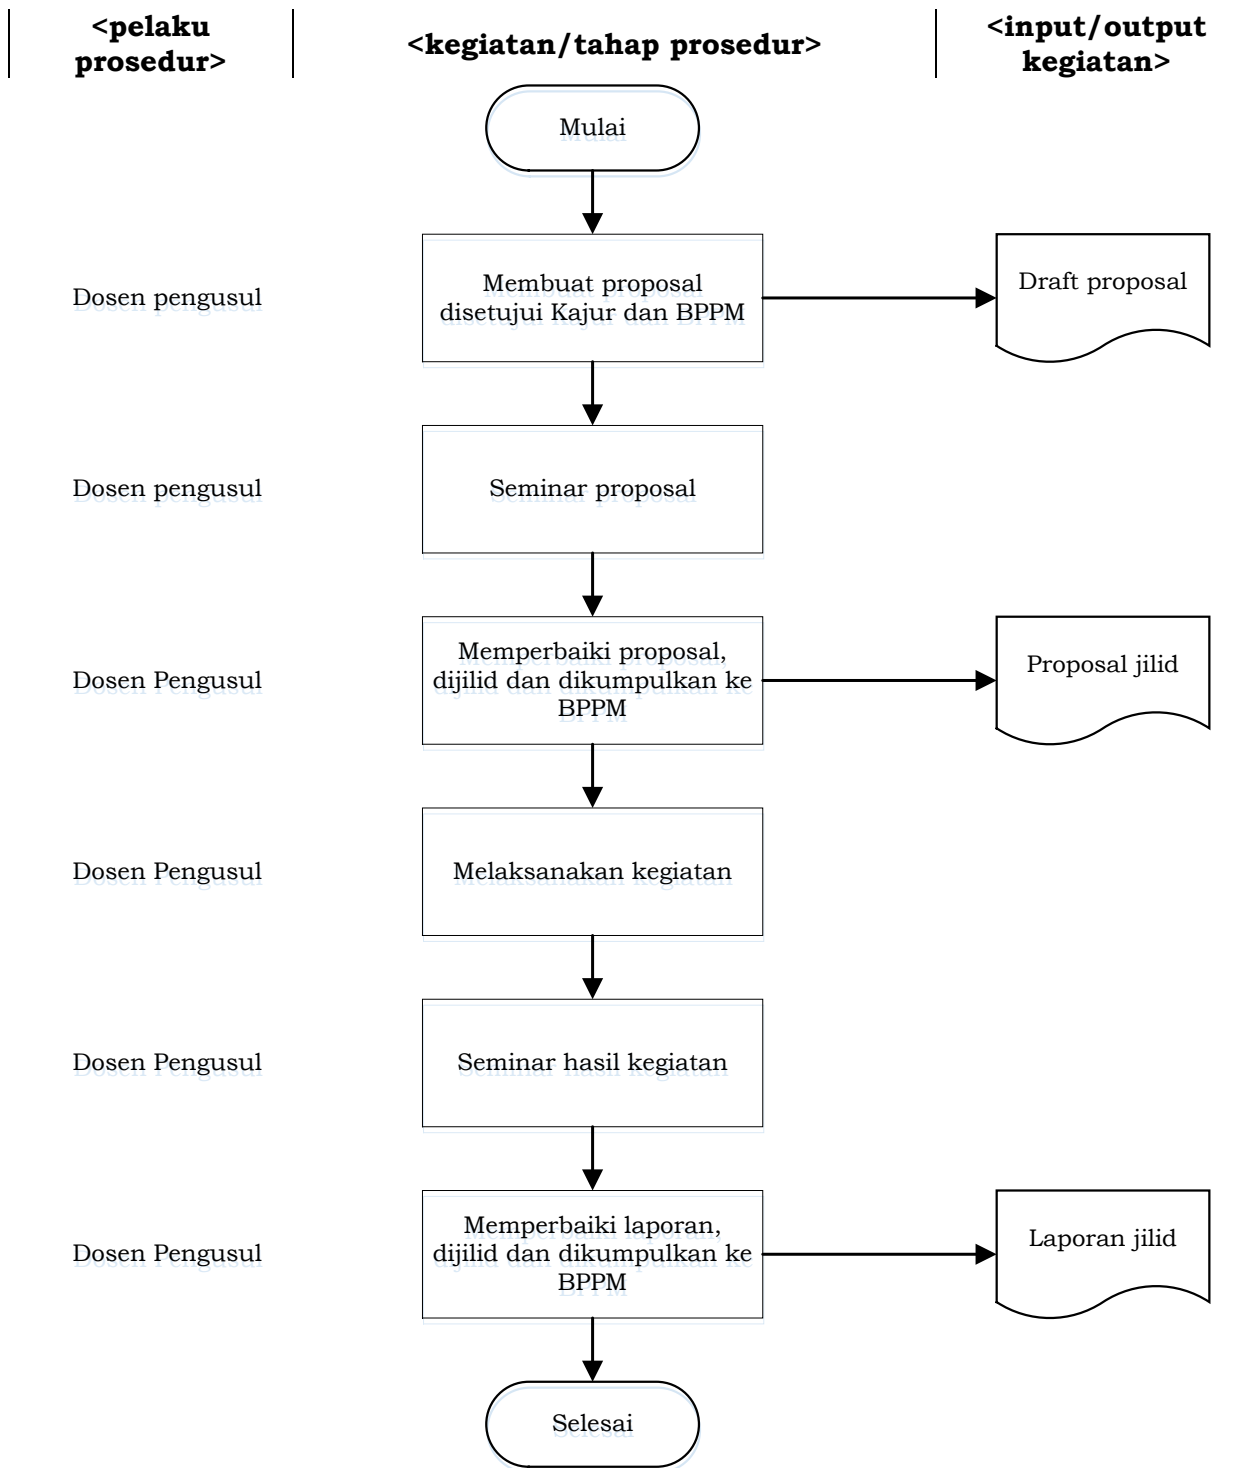 <pelaku
prosedur>
<kegiatan/tahap prosedur>
<input/output
kegiatan>
Mulai
Dosen pengusul
Membuat proposal
disetujui Kajur dan BPPM
Draft proposal
Dosen pengusul
Seminar proposal
Dosen Pengusul
Memperbaiki proposal,
dijilid dan dikumpulkan ke
BPPM
Proposal jilid
Dosen Pengusul
Melaksanakan kegiatan
Dosen Pengusul
Seminar hasil kegiatan
Dosen Pengusul
Memperbaiki laporan,
dijilid dan dikumpulkan ke
BPPM
Laporan jilid
Selesai